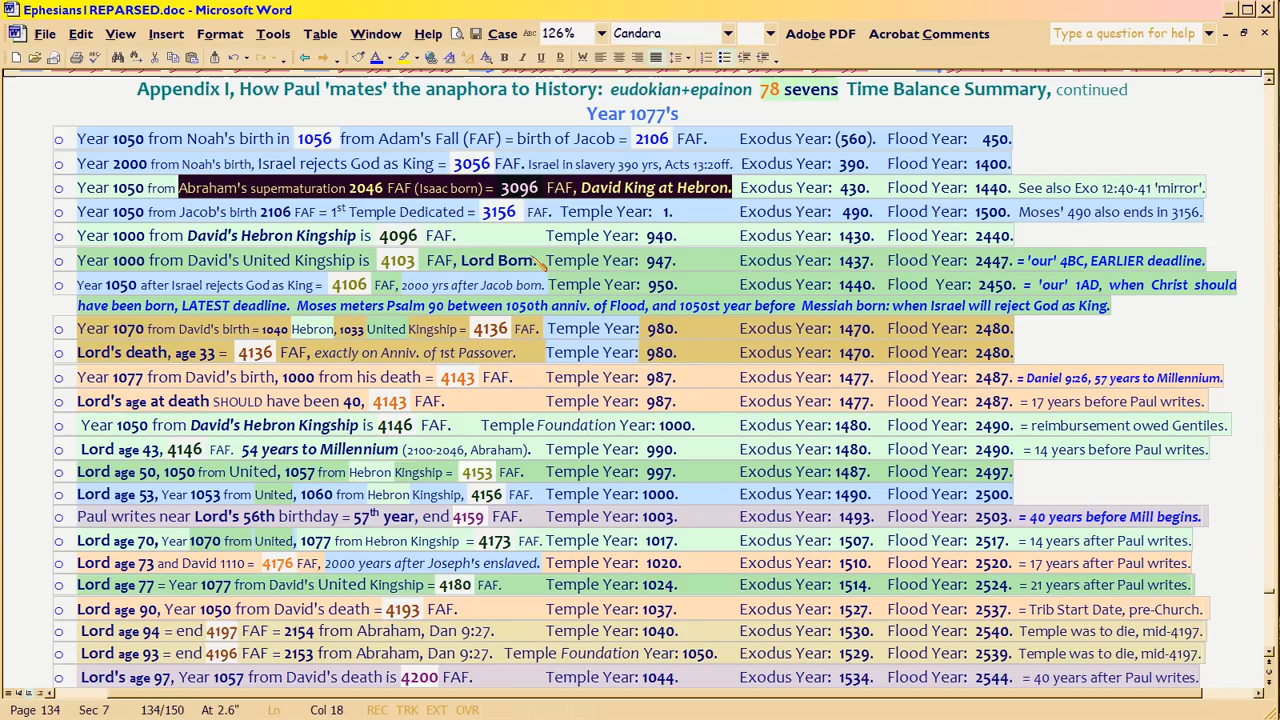 Ephesians1REPARSED.doc - Microsoft Word
File Edit View Insert Format Tools Table Window Help Case 126% Candara Adobe PDF Acrobat Comments Type a question for help
Appendix I, How Paul 'mates' the anaphora to History: eudokian+epainon 78 sevens Time Balance Summary, continued
Year 1077's
○ Year 1050 from Noah's birth in 1056 from Adam's Fall (FAF) = birth of Jacob = 2106 FAF. Exodus Year: (560). Flood Year: 450.
○ Year 2000 from Noah's birth, Israel rejects God as King = 3056 FAF. Israel in slavery 390 yrs, Acts 13:20ff. Exodus Year: 390. Flood Year: 1400.
○ Year 1050 from Abraham's supermaturation 2046 FAF (Isaac born) = 3096 FAF, David King at Hebron. Exodus Year: 430. Flood Year: 1440. See also Exo 12:40-41 'mirror'.
○ Year 1050 from Jacob's birth 2106 FAF = 1st Temple Dedicated = 3156 FAF. Temple Year: 1. Exodus Year: 490. Flood Year: 1500. Moses' 490 also ends in 3156.
○ Year 1000 from David's Hebron Kingship is 4096 FAF. Temple Year: 940. Exodus Year: 1430. Flood Year: 2440.
○ Year 1000 from David's United Kingship is 4103 FAF, Lord Born. Temple Year: 947. Exodus Year: 1437. Flood Year: 2447. = 'our' 4BC, EARLIER deadline.
○ Year 1050 after Israel rejects God as King = 4106 FAF, 2000 yrs after Jacob born. Temple Year: 950. Exodus Year: 1440. Flood Year: 2450. = 'our' 1AD, when Christ should
have been born, LATEST deadline. Moses meters Psalm 90 between 1050th anniv. of Flood, and 1050st year before Messiah born: when Israel will reject God as King.
○ Year 1070 from David's birth = 1040 Hebron, 1033 United Kingship = 4136 FAF. Temple Year: 980. Exodus Year: 1470. Flood Year: 2480.
○ Lord's death, age 33 = 4136 FAF, exactly on Anniv. of 1st Passover. Temple Year: 980. Exodus Year: 1470. Flood Year: 2480.
○ Year 1077 from David's birth, 1000 from his death = 4143 FAF. Temple Year: 987. Exodus Year: 1477. Flood Year: 2487. = Daniel 9:26, 57 years to Millennium.
○ Lord's age at death SHOULD have been 40, 4143 FAF. Temple Year: 987. Exodus Year: 1477. Flood Year: 2487. = 17 years before Paul writes.
○ Year 1050 from David's Hebron Kingship is 4146 FAF. Temple Foundation Year: 1000. Exodus Year: 1480. Flood Year: 2490. = reimbursement owed Gentiles.
○ Lord age 43, 4146 FAF. 54 years to Millennium (2100-2046, Abraham). Temple Year: 990. Exodus Year: 1480. Flood Year: 2490. = 14 years before Paul writes.
○ Lord age 50, 1050 from United, 1057 from Hebron Kingship = 4153 FAF. Temple Year: 997. Exodus Year: 1487. Flood Year: 2497.
○ Lord age 53, Year 1053 from United, 1060 from Hebron Kingship, 4156 FAF. Temple Year: 1000. Exodus Year: 1490. Flood Year: 2500.
○ Paul writes near Lord's 56th birthday = 57th year, end 4159 FAF. Temple Year: 1003. Exodus Year: 1493. Flood Year: 2503. = 40 years before Mill begins.
○ Lord age 70, Year 1070 from United, 1077 from Hebron Kingship = 4173 FAF. Temple Year: 1017. Exodus Year: 1507. Flood Year: 2517. = 14 years after Paul writes.
○ Lord age 73 and David 1110 = 4176 FAF, 2000 years after Joseph's enslaved. Temple Year: 1020. Exodus Year: 1510. Flood Year: 2520. = 17 years after Paul writes.
○ Lord age 77 = Year 1077 from David's United Kingship = 4180 FAF. Temple Year: 1024. Exodus Year: 1514. Flood Year: 2524. = 21 years after Paul writes.
○ Lord age 90, Year 1050 from David's death = 4193 FAF. Temple Year: 1037. Exodus Year: 1527. Flood Year: 2537. = Trib Start Date, pre-Church.
○ Lord age 94 = end 4197 FAF = 2154 from Abraham, Dan 9:27. Temple Year: 1040. Exodus Year: 1530. Flood Year: 2540. Temple was to die, mid-4197.
○ Lord age 93 = end 4196 FAF = 2153 from Abraham, Dan 9:27. Temple Foundation Year: 1050. Exodus Year: 1529. Flood Year: 2539. Temple was to die, mid-4197.
○ Lord's age 97, Year 1057 from David's death is 4200 FAF. Temple Year: 1044. Exodus Year: 1534. Flood Year: 2544. = 40 years after Paul writes.
Page 134 Sec 7 134/150 At 2.6" Ln Col 18 REC TRK EXT OVR